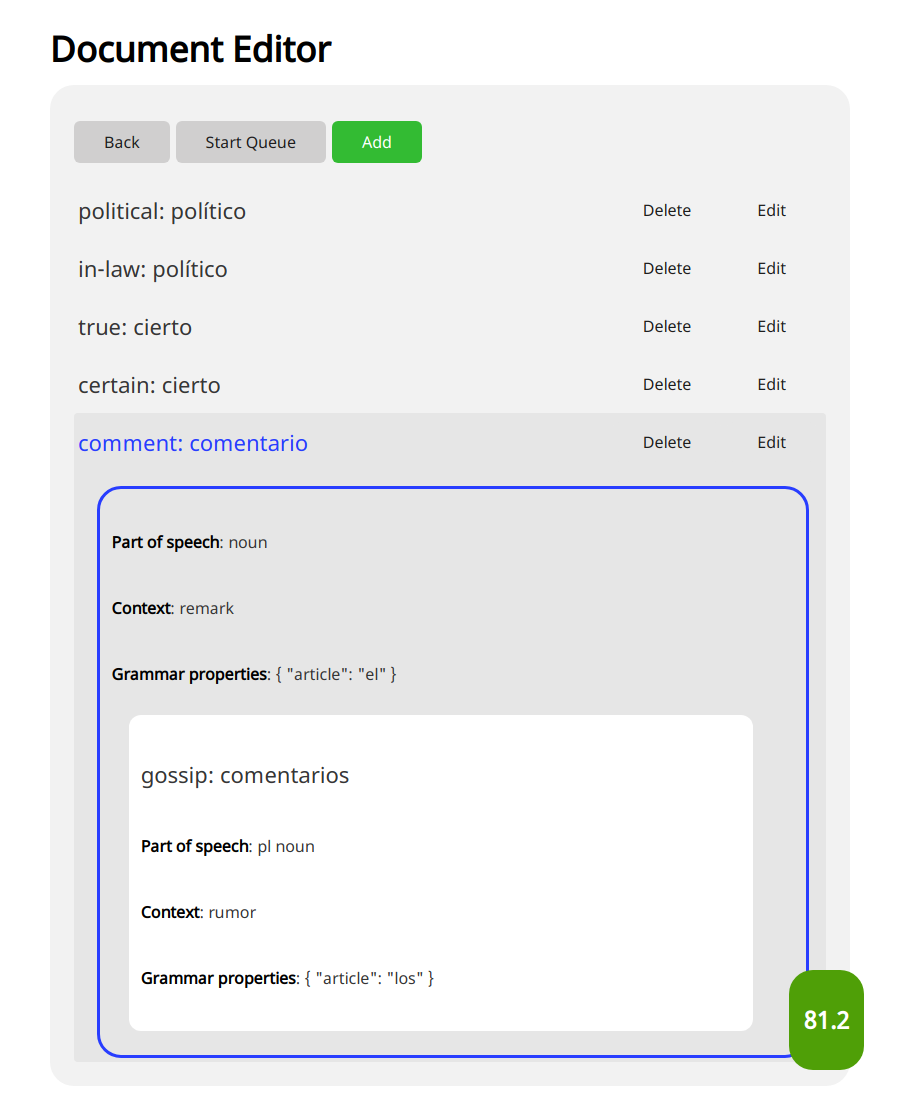 Document Editor
Back Start Queue Add
political: político Delete Edit
in-law: político Delete Edit
true: cierto Delete Edit
certain: cierto Delete Edit
comment: comentario Delete Edit
Part of speech: noun
Context: remark
Grammar properties: { "article": "el" }
gossip: comentarios
Part of speech: pl noun
Context: rumor
Grammar properties: { "article": "los" }
81.2